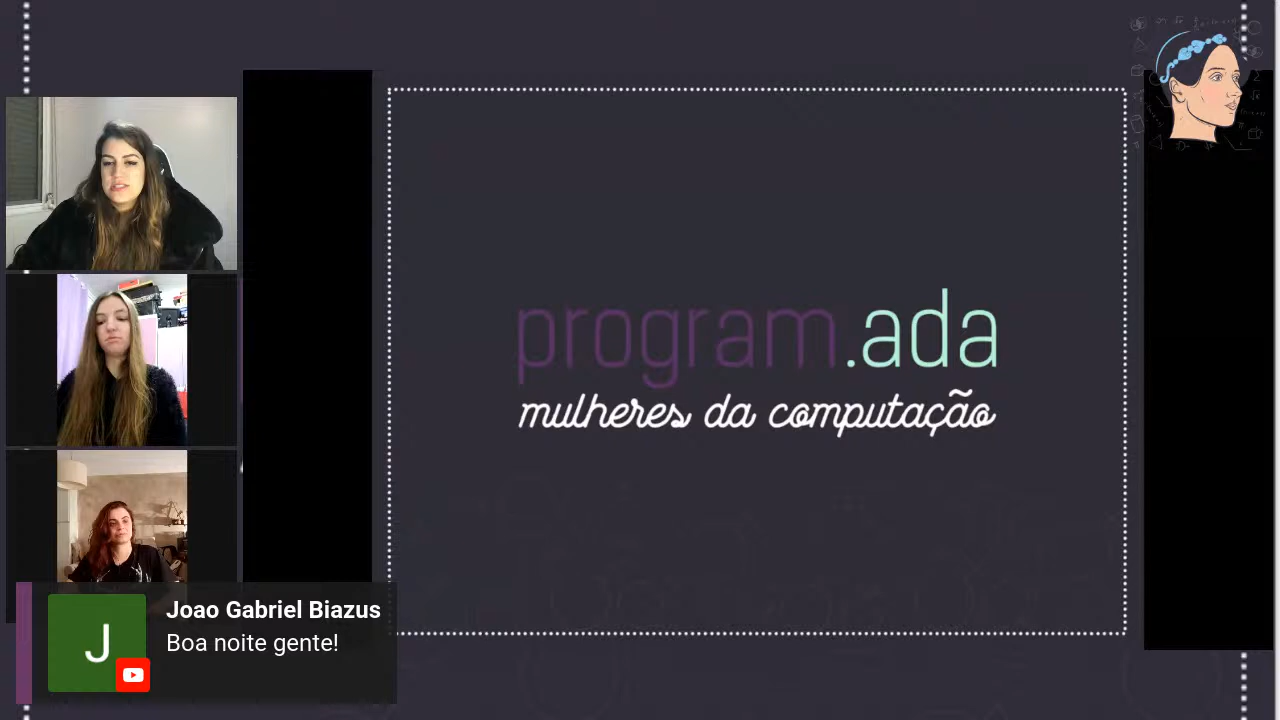 program.ada
mulheres da computação
J
Joao Gabriel Biazus
Boa noite gente!